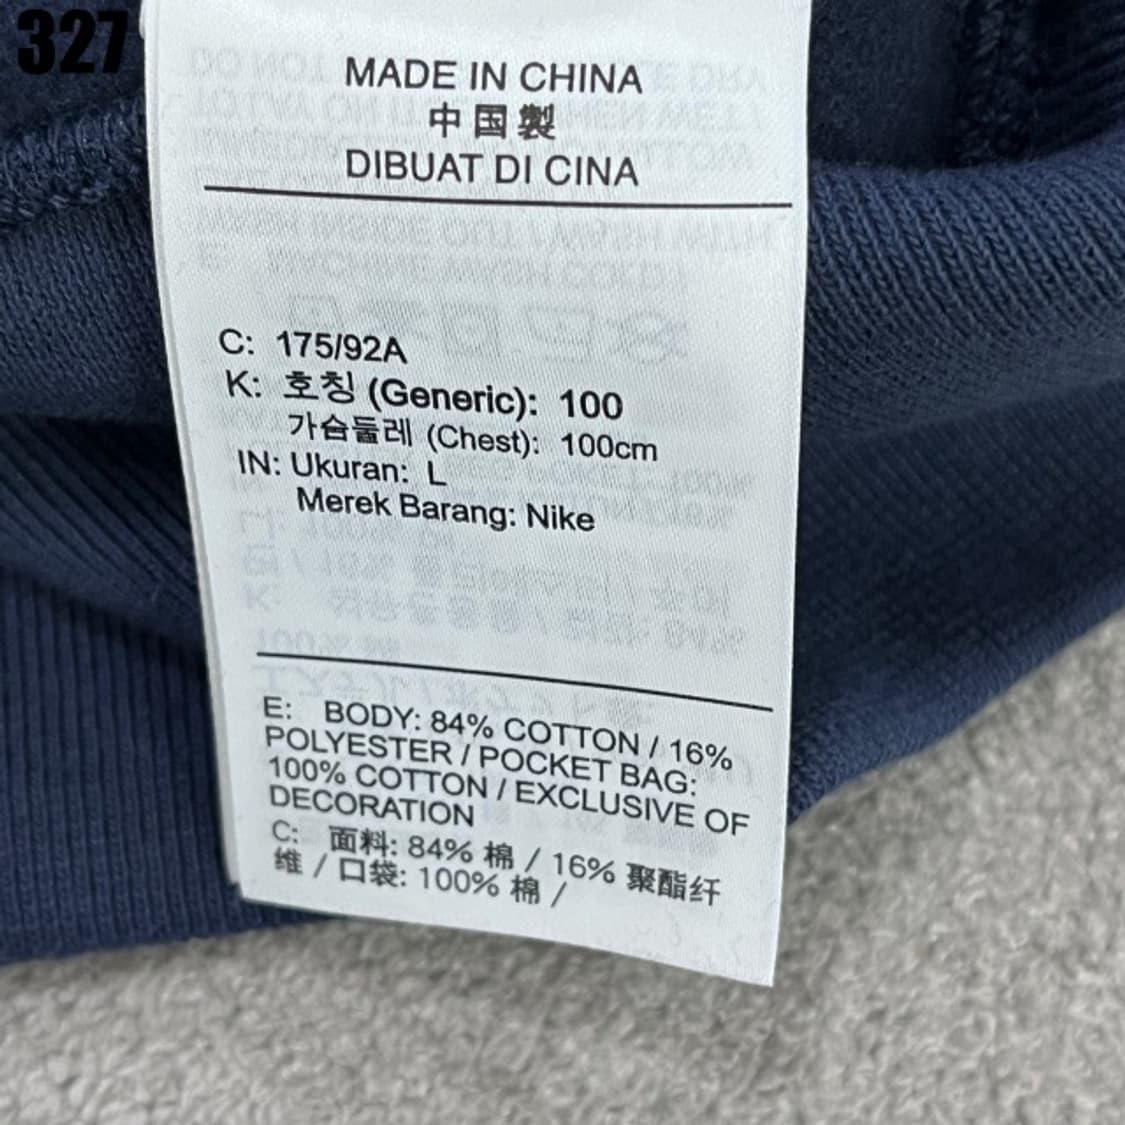 327
MADE IN CHINA
中国製
DIBUAT DI CINA
C: 175/92A
K: 호칭 (Generic): 100
가슴둘레 (Chest): 100cm
IN: Ukuran: L
Merek Barang: Nike
E: BODY: 84% COTTON / 16%
POLYESTER / POCKET BAG:
100% COTTON / EXCLUSIVE OF
DECORATION
C: 面料: 84% 棉 / 16% 聚酯纤
维 / 口袋: 100% 棉 /